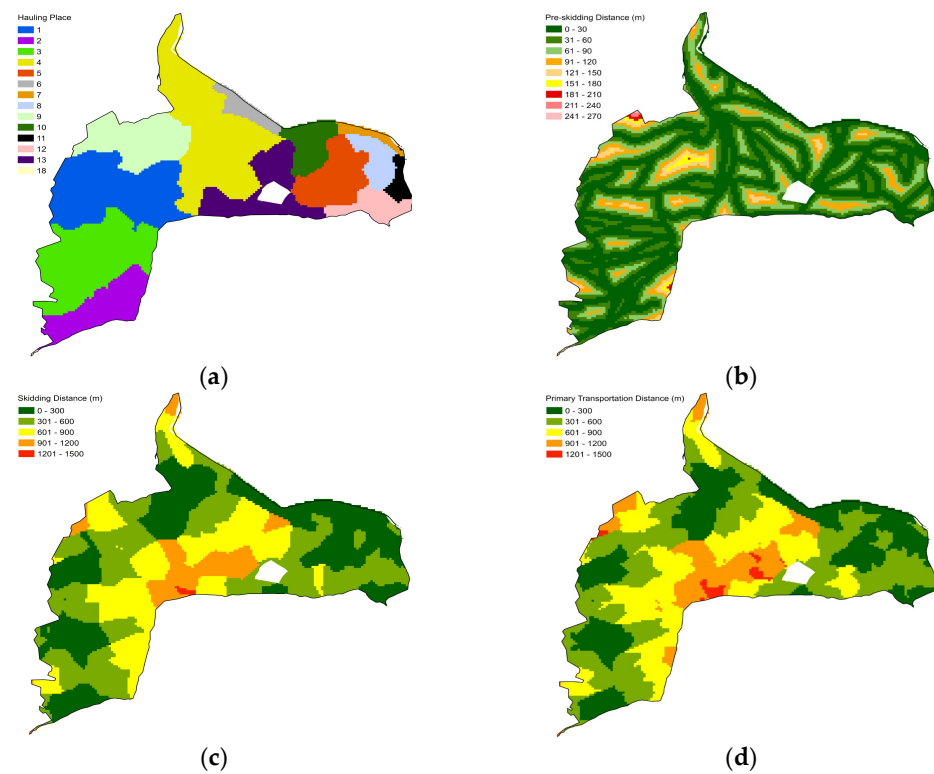 Hauling Place
1
2
3
4
5
6
7
8
9
10
11
12
13
18
(a)
Pre-skidding Distance (m)
0 - 30
31 - 60
61 - 90
91 - 120
121 - 150
151 - 180
181 - 210
211 - 240
241 - 270
(b)
Skidding Distance (m)
0 - 300
301 - 600
601 - 900
901 - 1200
1201 - 1500
(c)
Primary Transportation Distance (m)
0 - 300
301 - 600
601 - 900
901 - 1200
1201 - 1500
(d)